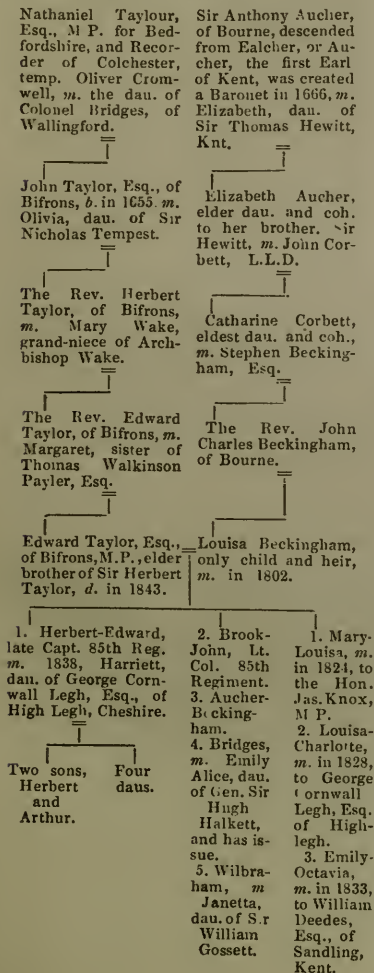 Nathaniel Taylour,
Esq., M P. for Bed-
fordshire, and Recor-
der of Colchester,
temp. Oliver Crom-
well, m. the dau. of
Colonel Bridges, of
Wallingford.
Sir Anthony Aucher,
of Bourne, descended
from Ealcher, or Au-
cher, the first Earl
of Kent, was created
a Baronet in 1666, m.
Elizabeth, dau. of
Sir Thomas Hewitt,
Knt.
John Taylor, Esq., of
Bifrons, b. in 1655. m.
Olivia, dau. of Sir
Nicholas Tempest.
Elizabeth Aucher,
elder dau. and coh.
to her brother. Sir
Hewitt, m. John Cor-
bett, L.L.D.
The Rev. Herbert
Taylor, of Bifrons,
m. Mary Wake,
grand-niece of Arch-
bishop Wake.
Catharine Corbett,
eldest dau. and coh.,
m. Stephen Becking-
ham, Esq.
The Rev. Edward
Taylor, of Bifrons, m.
Margaret, sister of
Thomas Walkinson
Payler, Esq.
The Rev. John
Charles Beckingham,
of Bourne.
Edward Taylor, Esq.,
of Bifrons, M.P., elder
brother of Sir Herbert
Taylor, d. in 1843.
Louisa Beckingham,
only child and heir,
m. in 1802.
1. Herbert-Edward,
late Capt. 85th Reg.
m. 1838, Harriett,
dau. of George Corn-
wall Legh, Esq., of
High Legh, Cheshire.
Two sons,
Herbert
and
Arthur.
Four
daus.
2. Brook-
John, Lt.
Col. 85th
Regiment.
3. Aucher-
Becking-
ham.
4. Bridges,
m. Emily
Alice, dau.
of Gen. Sir
Hugh
Halkett,
and has is-
sue.
5. Wilbra-
ham, m
Janetta,
dau. of S.r
William
Gossett.
1. Mary-
Louisa, m.
in 1824, to
the Hon.
Jas. Knox,
M P.
2. Louisa-
Charlotte,
m. in 1828,
to George
Cornwall
Legh, Esq.
of High-
legh.
3. Emily-
Octavia,
m. in 1833,
to William
Deedes,
Esq., of
Sandling,
Kent.